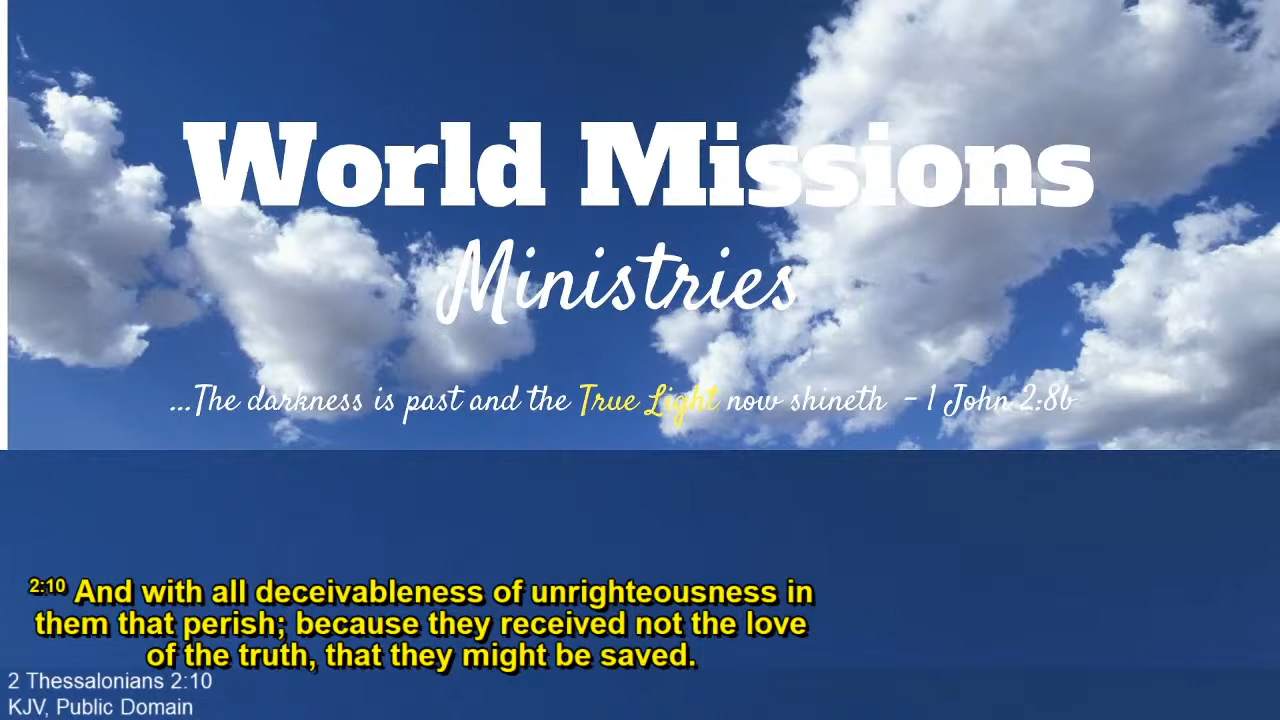 World Missions
Ministries
...The darkness is past and the True Light now shineth - 1 John 2:8b
2:10 And with all deceivableness of unrighteousness in
them that perish; because they received not the love
of the truth, that they might be saved.
2 Thessalonians 2:10
KJV, Public Domain